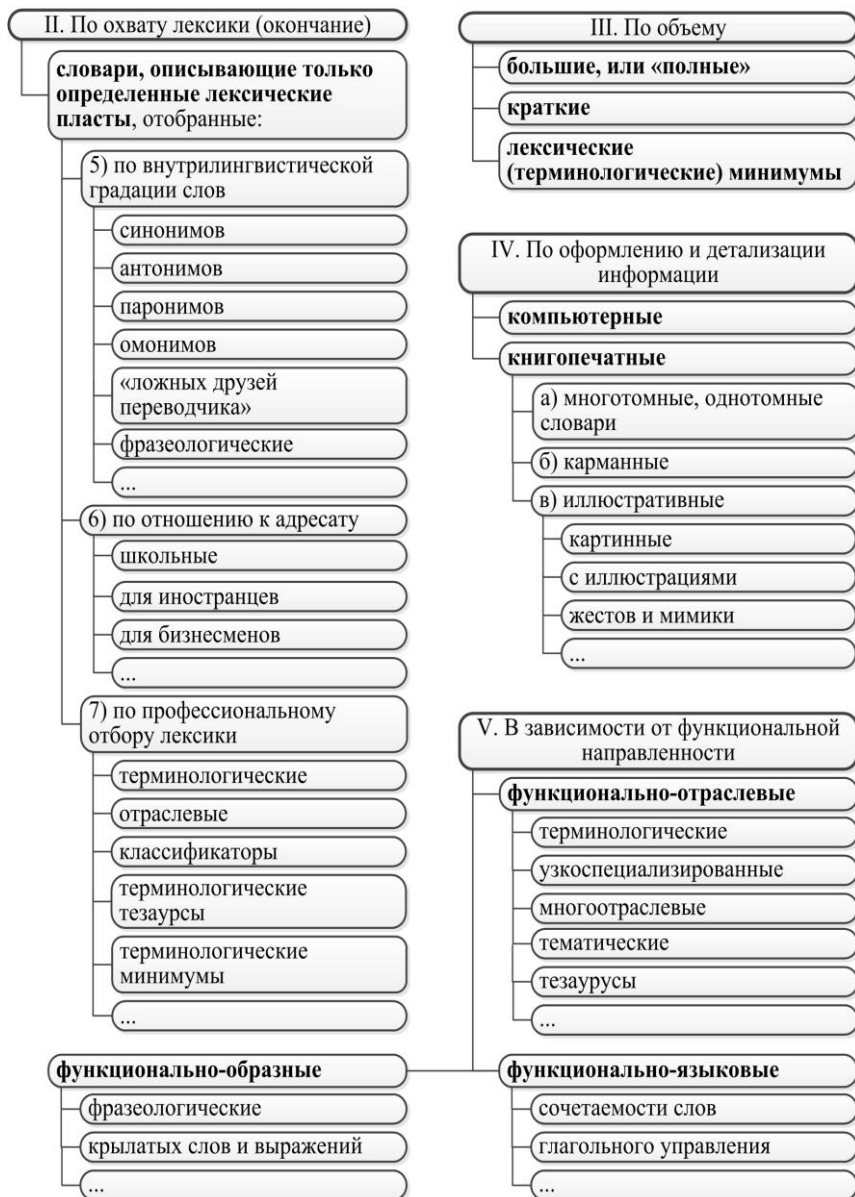 II. По охвату лексики (окончание)
словари, описывающие только
определенные лексические
пласты, отобранные:
5) по внутрилингвистической
градации слов
синонимов
антонимов
паронимов
омонимов
«ложных друзей
переводчика»
фразеологические
...
6) по отношению к адресату
школьные
для иностранцев
для бизнесменов
...
7) по профессиональному
отбору лексики
терминологические
отраслевые
классификаторы
терминологические
тезаурсы
терминологические
минимумы
...
III. По объему
большие, или «полные»
краткие
лексические
(терминологические) минимумы
IV. По оформлению и детализации
информации
компьютерные
книгопечатные
а) многотомные, однотомные
словари
б) карманные
в) иллюстративные
картинные
с иллюстрациями
жестов и мимики
...
V. В зависимости от функциональной
направленности
функционально-отраслевые
терминологические
узкоспециализированные
многоотраслевые
тематические
тезаурусы
...
функционально-образные
фразеологические
крылатых слов и выражений
...
функционально-языковые
сочетаемости слов
глагольного управления
...